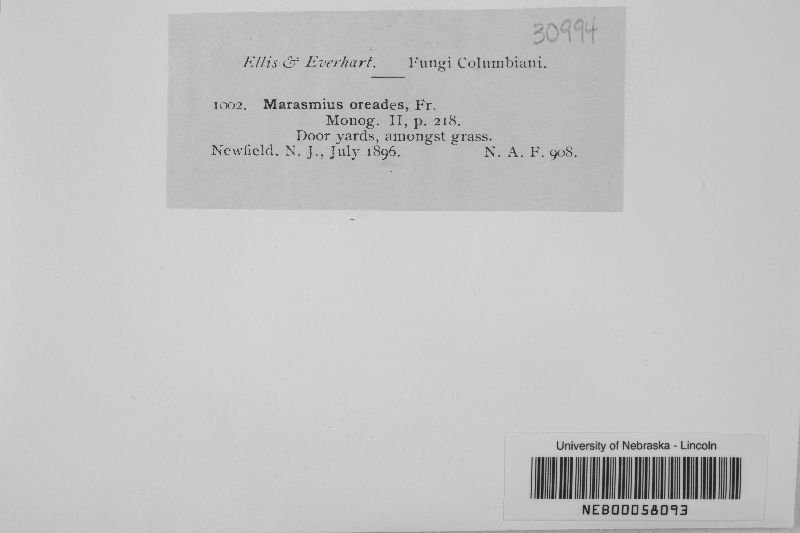 30994
Ellis & Everhart. Fungi Columbiani.
1002. Marasmius oreades, Fr.
Monog. II, p. 218.
Door yards, amongst grass.
Newfield, N. J., July 1896. N. A. F. 908.
University of Nebraska - Lincoln
NEB00058093